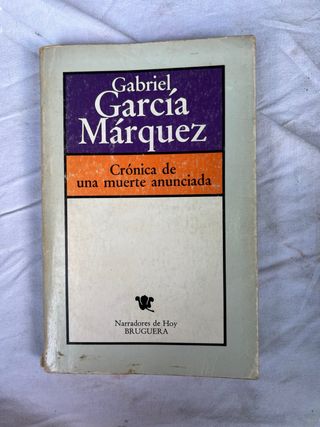 Gabriel
García
Márquez
Crónica de
una muerte anunciada
Narradores de Hoy
BRUGUERA